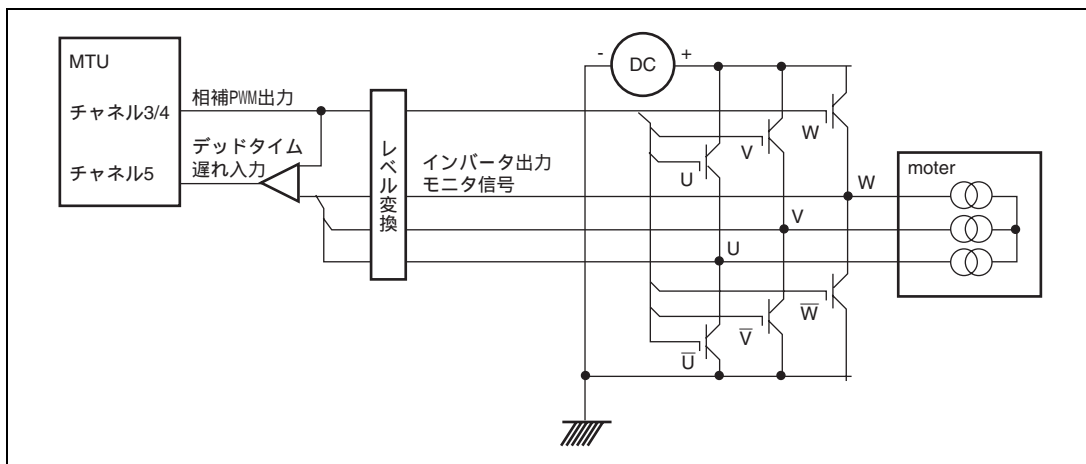 MTU
チャネル3/4
チャネル5
相補PWM出力
デッドタイム
遅れ入力
レベル変換
インバータ出力
モニタ信号
- DC +
W
V
U
W
V
U
W̅
V̅
U̅
moter